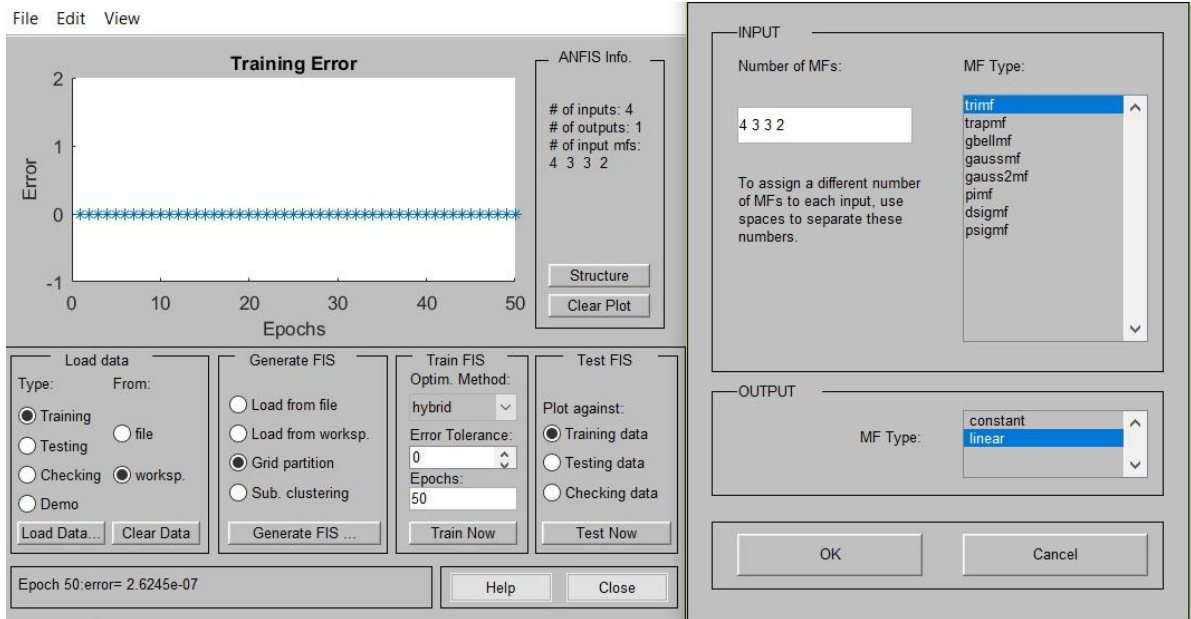 File Edit View
Training Error
2
1
0
-1
Error
0 10 20 30 40 50
Epochs
ANFIS Info.
# of inputs: 4
# of outputs: 1
# of input mfs:
4 3 3 2
Structure
Clear Plot
Load data
Type: From:
Training
Testing
Checking
Demo
file
worksp.
Load Data... Clear Data
Generate FIS
Load from file
Load from worksp.
Grid partition
Sub. clustering
Generate FIS ...
Train FIS
Optim. Method:
hybrid
Error Tolerance:
0
Epochs:
50
Train Now
Test FIS
Plot against:
Training data
Testing data
Checking data
Test Now
Epoch 50:error= 2.6245e-07
Help
Close
INPUT
Number of MFs:
4 3 3 2
To assign a different number
of MFs to each input, use
spaces to separate these
numbers.
MF Type:
trimf
trapmf
gbellmf
gaussmf
gauss2mf
pimf
dsigmf
psigmf
OUTPUT
MF Type:
constant
linear
OK
Cancel